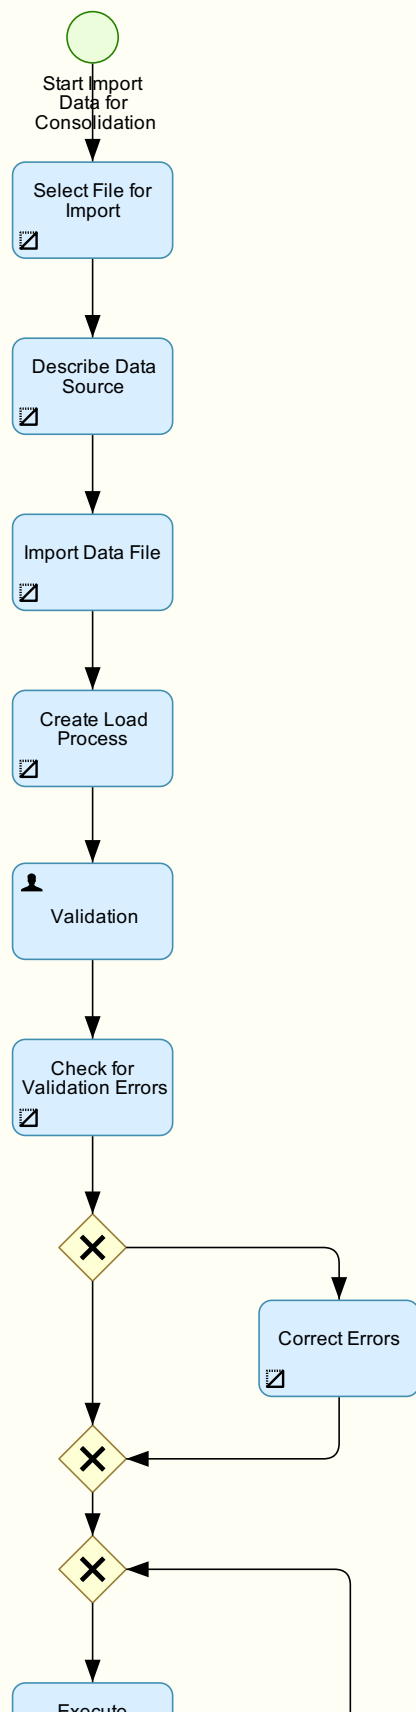 Start Import
Data for
Consolidation
Select File for
Import
Describe Data
Source
Import Data File
Create Load
Process
Validation
Check for
Validation Errors
Correct Errors
Execute